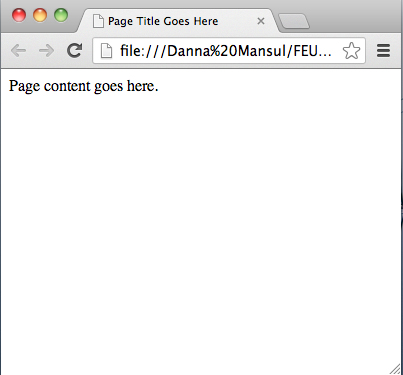 Page Title Goes Here
file:///Danna%20Mansul/FEU...
Page content goes here.